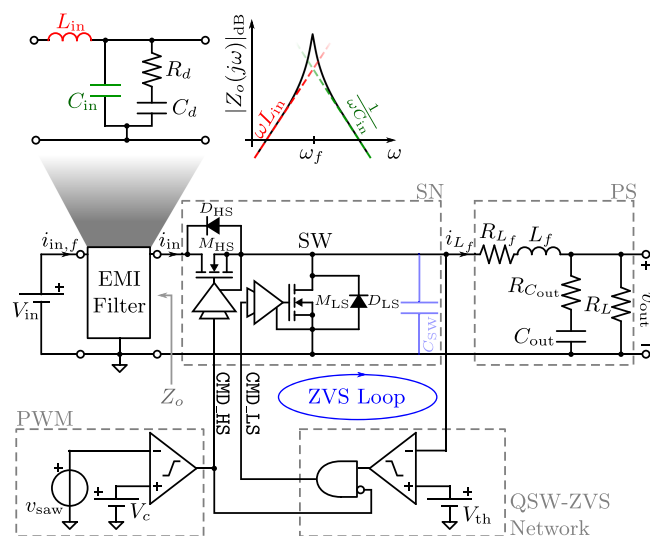 L_in
R_d
C_in
C_d
|Z_o(jω)|_dB
ωL_in
1/ωC_in
ω_f
ω
SN
PS
D_HS
M_HS
SW
i_in,f
i_in
i_Lf
R_Lf
L_f
EMI
Filter
V_in
M_LS
D_LS
C_SW
R_Cout
R_L
C_out
v_out
+
−
Z_o
CMD_HS
CMD_LS
ZVS Loop
PWM
v_saw
V_c
V_th
QSW-ZVS
Network